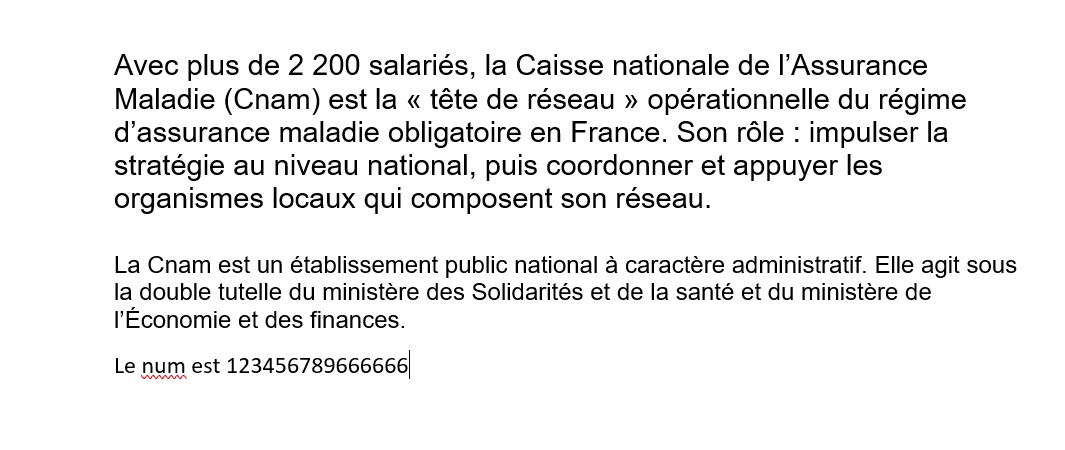 Avec plus de 2 200 salariés, la Caisse nationale de l’Assurance
Maladie (Cnam) est la « tête de réseau » opérationnelle du régime
d’assurance maladie obligatoire en France. Son rôle : impulser la
stratégie au niveau national, puis coordonner et appuyer les
organismes locaux qui composent son réseau.
La Cnam est un établissement public national à caractère administratif. Elle agit sous
la double tutelle du ministère des Solidarités et de la santé et du ministère de
l’Économie et des finances.
Le num est 123456789666666